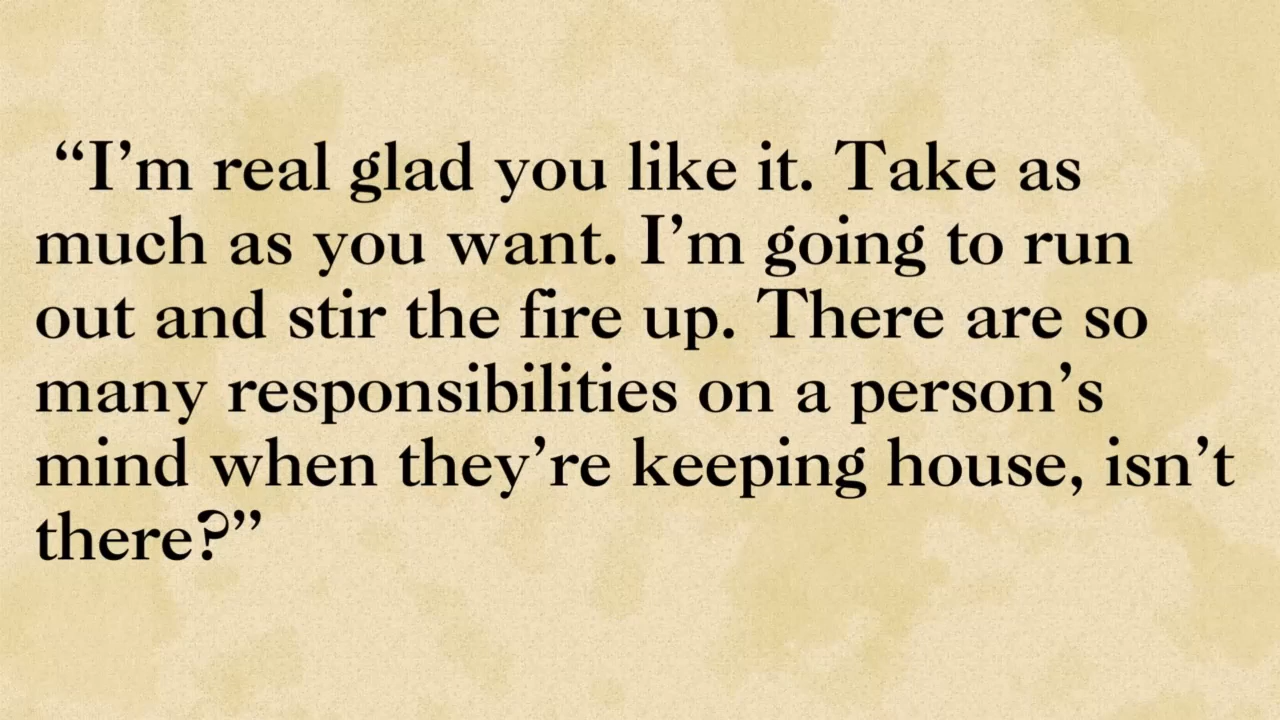 “I’m real glad you like it. Take as
much as you want. I’m going to run
out and stir the fire up. There are so
many responsibilities on a person’s
mind when they’re keeping house, isn’t
there?”